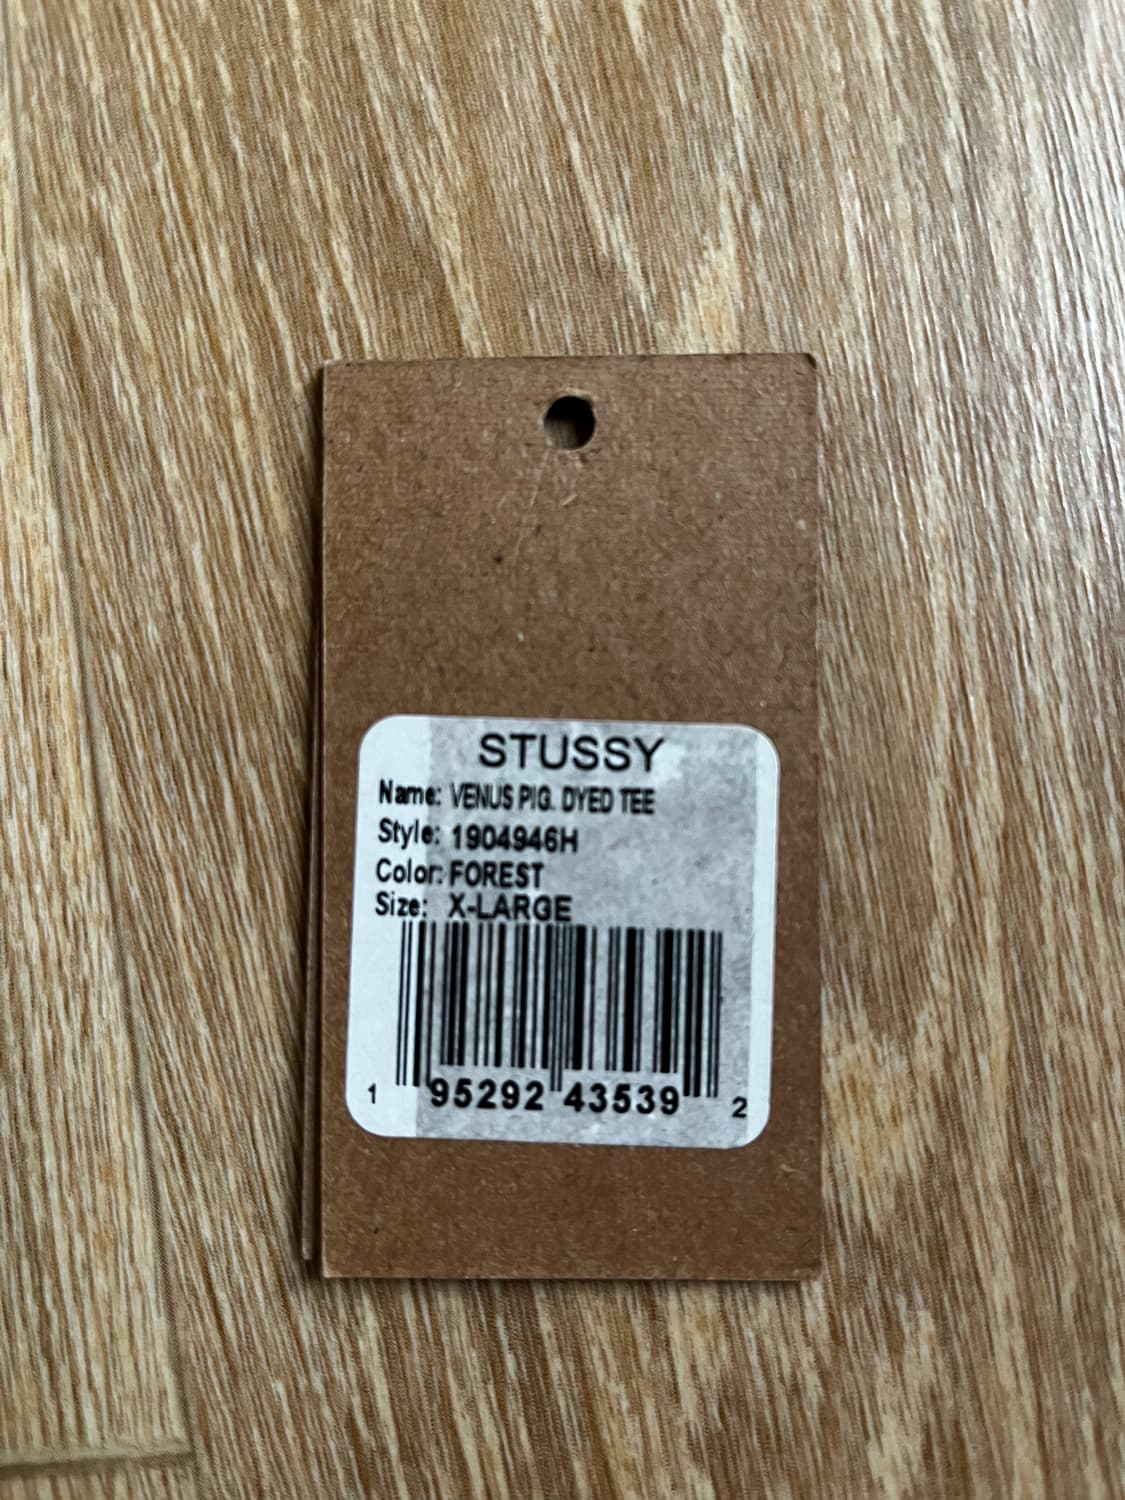 STUSSY
Name: VENUS PIG. DYED TEE
Style: 1904946H
Color: FOREST
Size: X-LARGE
1 95292 43539 2